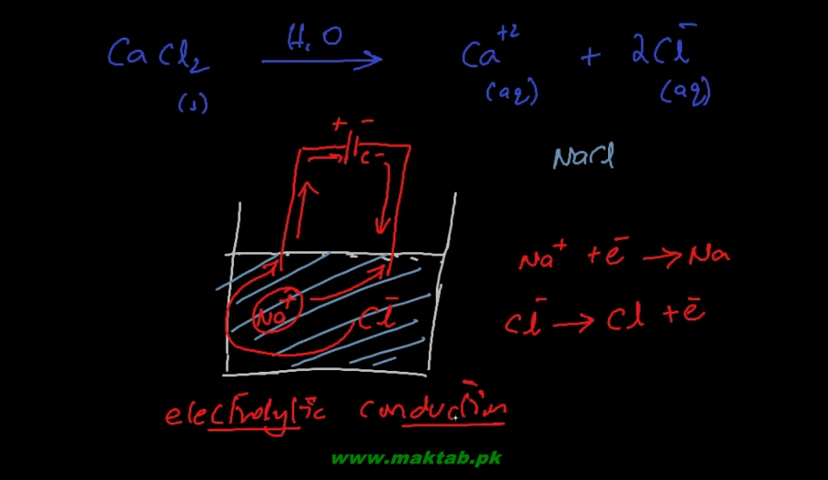 CaCl₂ H₂O Ca⁺² + 2Cl⁻
(s) (aq) (aq)
+ -
e-
NaCl
Na⁺ + e⁻ → Na
Na⁺ Cl⁻
Cl⁻ → Cl + e⁻
electrolytic conduction
www.maktab.pk